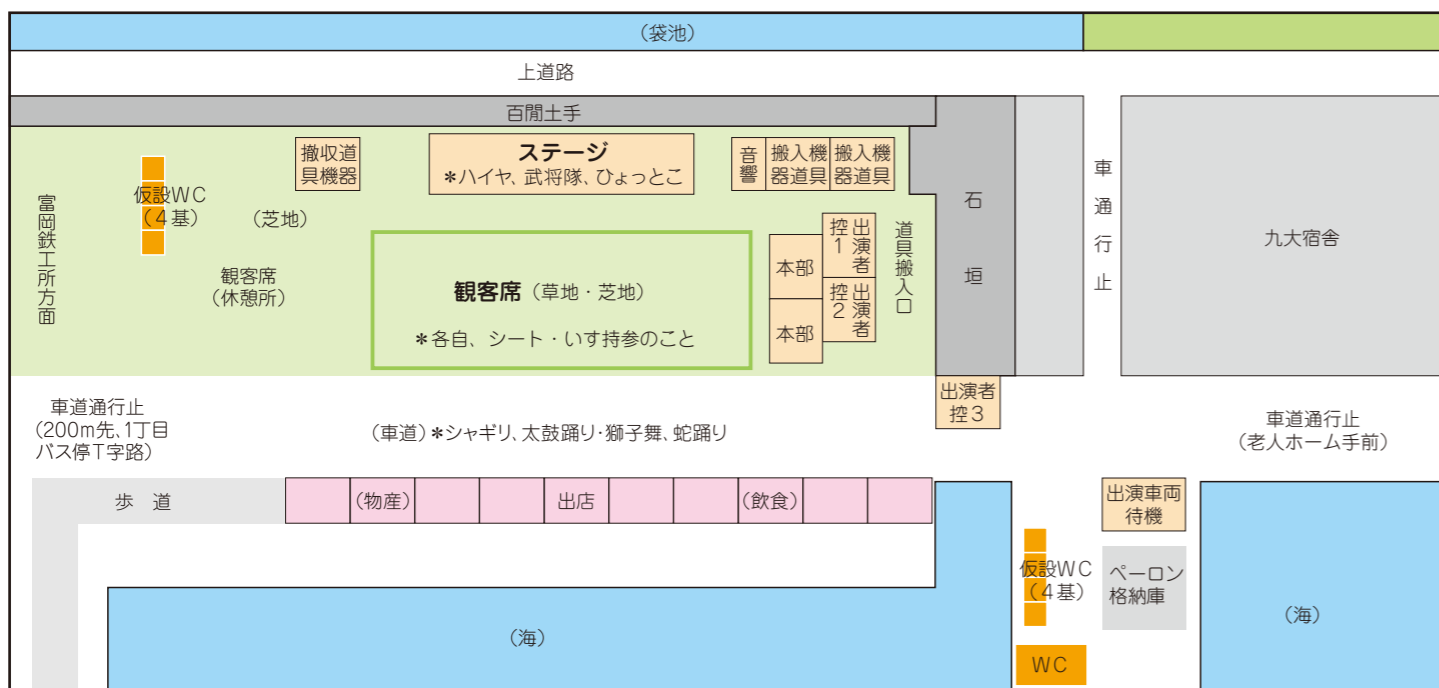 （袋池）
上道路
百間土手
撤収道
具機器
ステージ
＊ハイヤ、武将隊、ひょっとこ
音響
搬入機
器道具
搬入機
器道具
仮設WC
（4基）
（芝地）
富岡鉄工所方面
観客席
（休憩所）
観客席（草地・芝地）
＊各自、シート・いす持参のこと
本部
本部
出演者
控1
出演者
控2
道具搬入口
石垣
車通行止
九大宿舎
出演者
控3
車道通行止
（200m先、1丁目
バス停T字路）
（車道）＊シャギリ、太鼓踊り・獅子舞、蛇踊り
車道通行止
（老人ホーム手前）
歩　道
（物産）
出店
（飲食）
出演車両
待機
仮設WC
（4基）
ペーロン
格納庫
（海）
（海）
WC